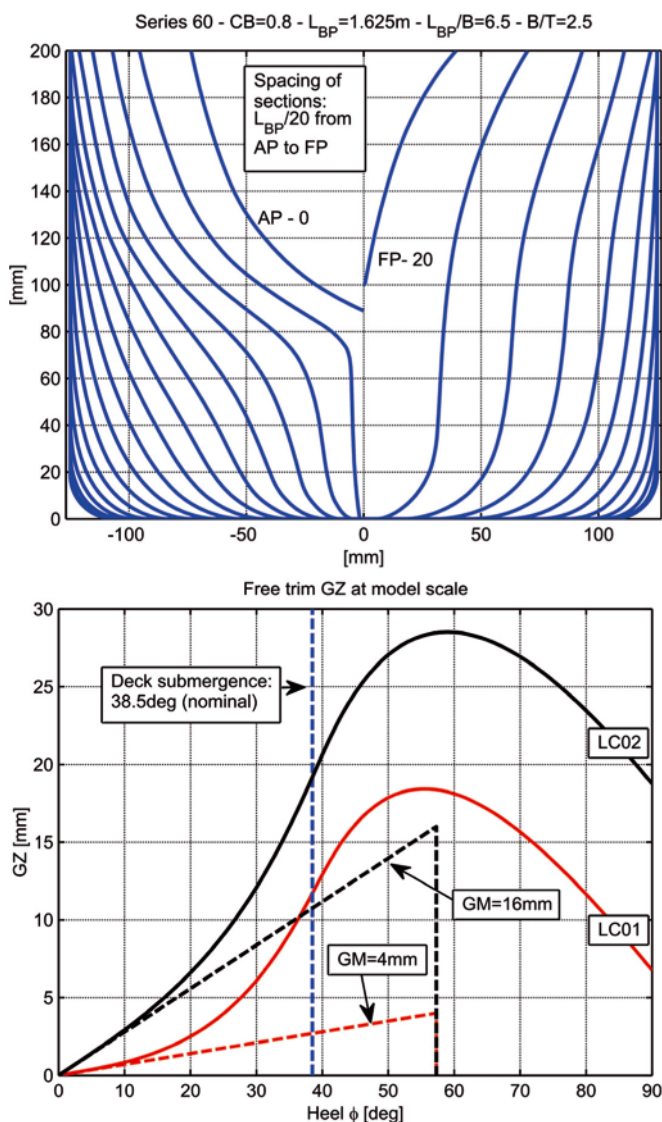 Series 60 - CB=0.8 - L_BP=1.625m - L_BP/B=6.5 - B/T=2.5
200
180
160
140
120
100
80
60
40
20
0
[mm]
Spacing of
sections:
L_BP/20 from
AP to FP
AP - 0
FP- 20
-100
-50
0
50
100
[mm]
Free trim GZ at model scale
30
25
20
15
10
5
0
GZ [mm]
Deck submergence:
38.5deg (nominal)
LC02
GM=16mm
LC01
GM=4mm
0
10
20
30
40
50
60
70
80
90
Heel ϕ [deg]